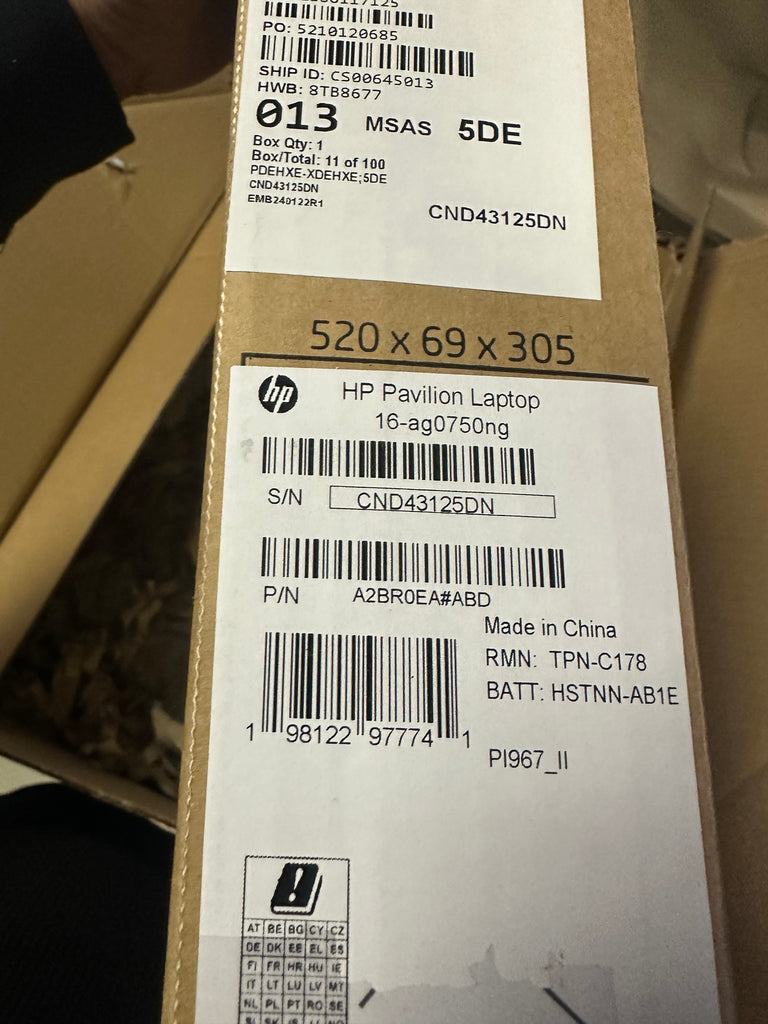 PO: 5210120685
SHIP ID: CS00645013
HWB: 8TB8677
013 MSAS 5DE
Box Qty: 1
Box/Total: 11 of 100
PDEHXE-XDEHXE;5DE
CND43125DN
EMB240122R1
CND43125DN
520 x 69 x 305
hp
HP Pavilion Laptop
16-ag0750ng
S/N CND43125DN
P/N A2BR0EA#ABD
Made in China
RMN: TPN-C178
BATT: HSTNN-AB1E
1 98122 97774 1
PI967_II
!
AT BE BG CY CZ
DE DK EE EL ES
FI FR HR HU IE
IT LT LU LV MT
NL PL PT RO SE